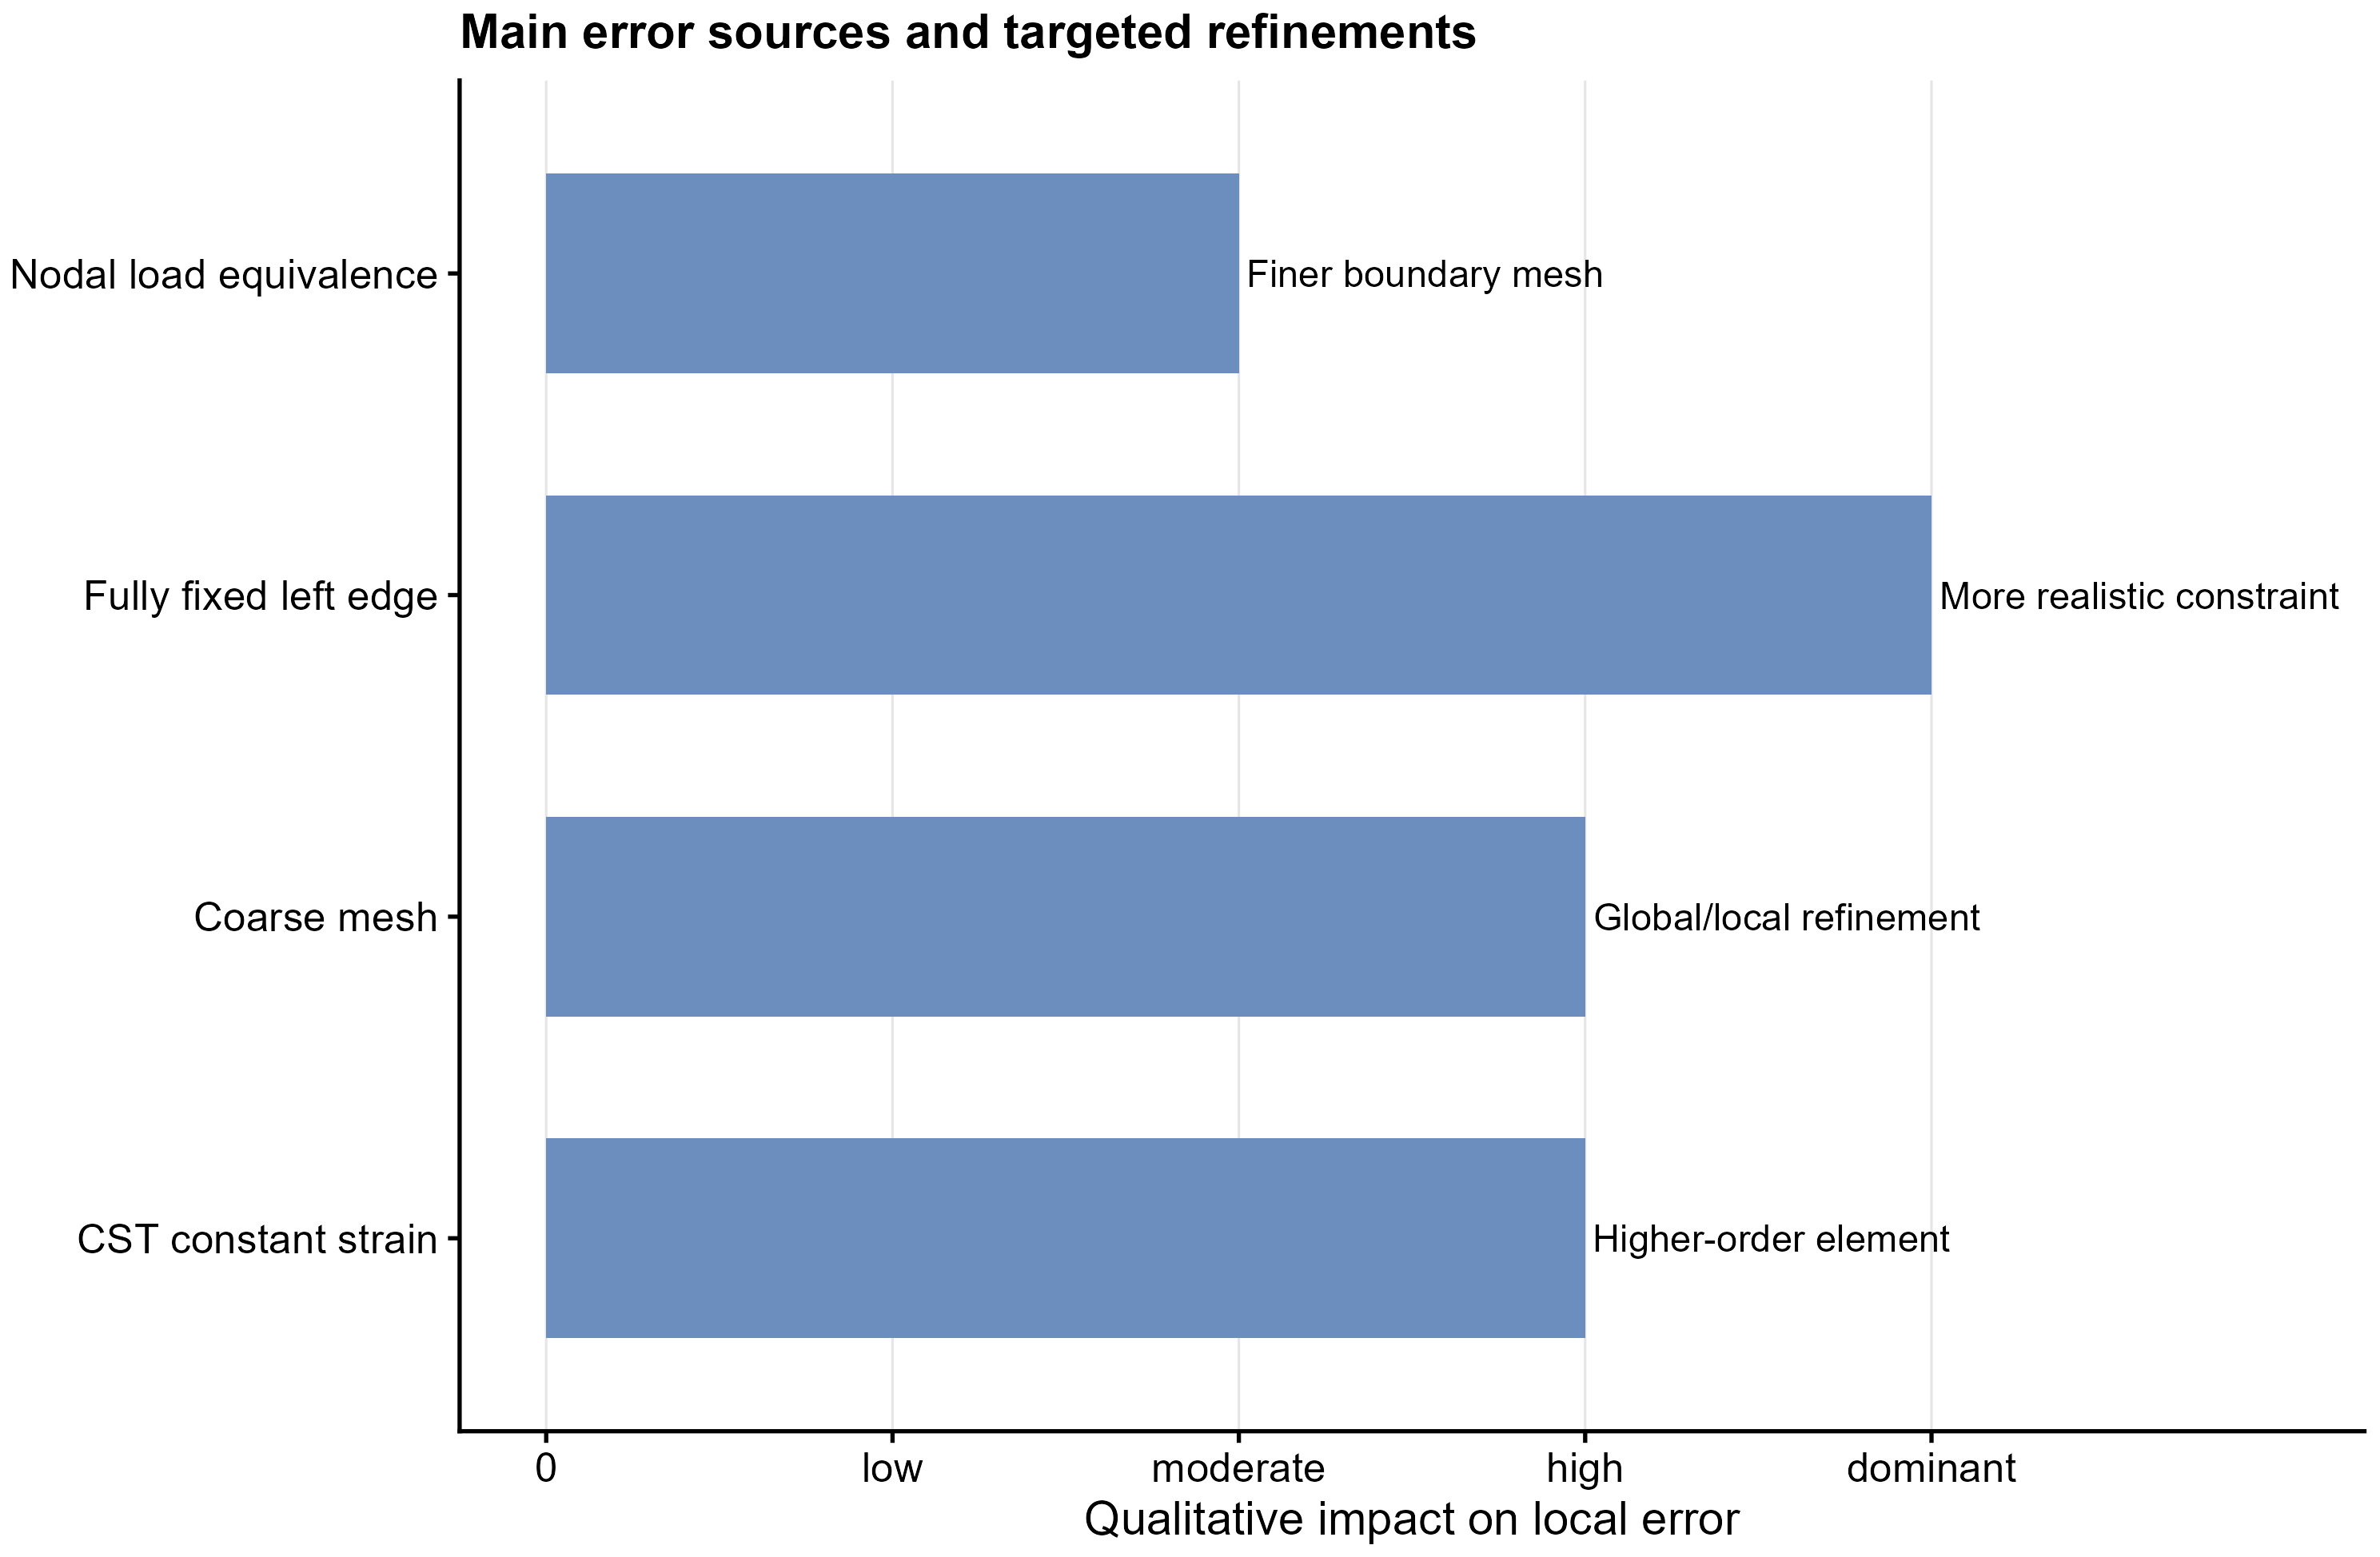 Main error sources and targeted refinements
Nodal load equivalence
Finer boundary mesh
Fully fixed left edge
More realistic constraint
Coarse mesh
Global/local refinement
CST constant strain
Higher-order element
0 low moderate high dominant
Qualitative impact on local error